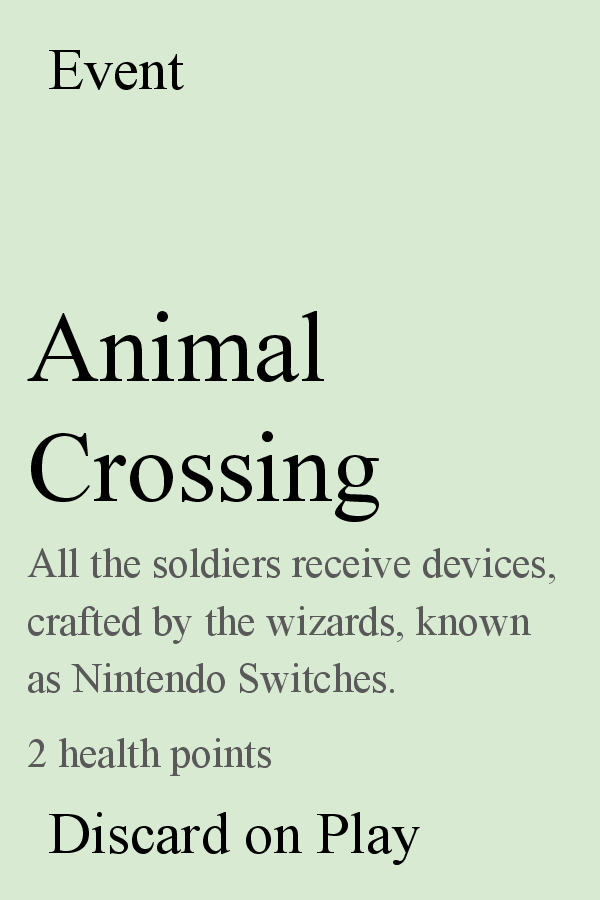 Event
Animal
Crossing
All the soldiers receive devices,
crafted by the wizards, known
as Nintendo Switches.
2 health points
Discard on Play